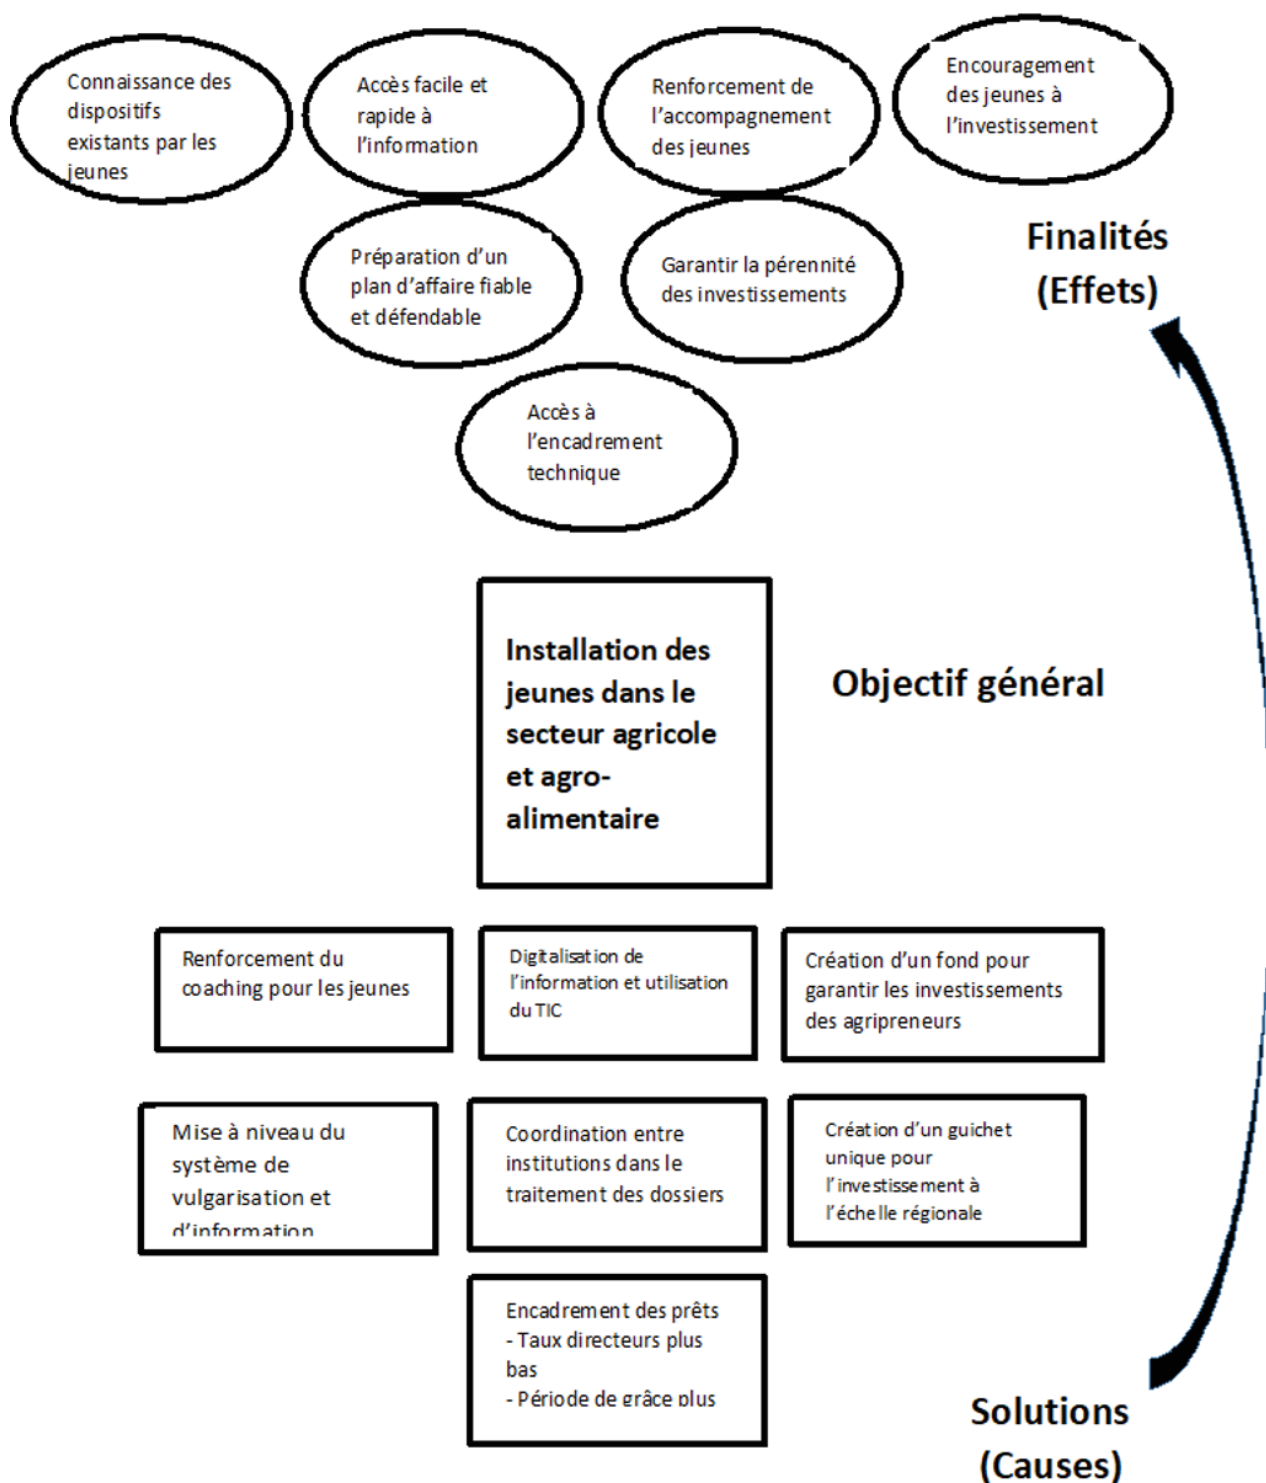 Connaissance des
dispositifs
existants par les
jeunes
Accès facile et
rapide à
l’information
Renforcement de
l’accompagnement
des jeunes
Encouragement
des jeunes à
l’investissement
Préparation d’un
plan d’affaire fiable
et défendable
Garantir la pérennité
des investissements
Finalités
(Effets)
Accès à
l’encadrement
technique
Installation des
jeunes dans le
secteur agricole
et agro-
alimentaire
Objectif général
Renforcement du
coaching pour les jeunes
Digitalisation de
l’information et utilisation
du TIC
Création d’un fond pour
garantir les investissements
des agripreneurs
Mise à niveau du
système de
vulgarisation et
d’information
Coordination entre
institutions dans le
traitement des dossiers
Création d’un guichet
unique pour
l’investissement à
l’échelle régionale
Encadrement des prêts
- Taux directeurs plus
bas
- Période de grâce plus
Solutions
(Causes)